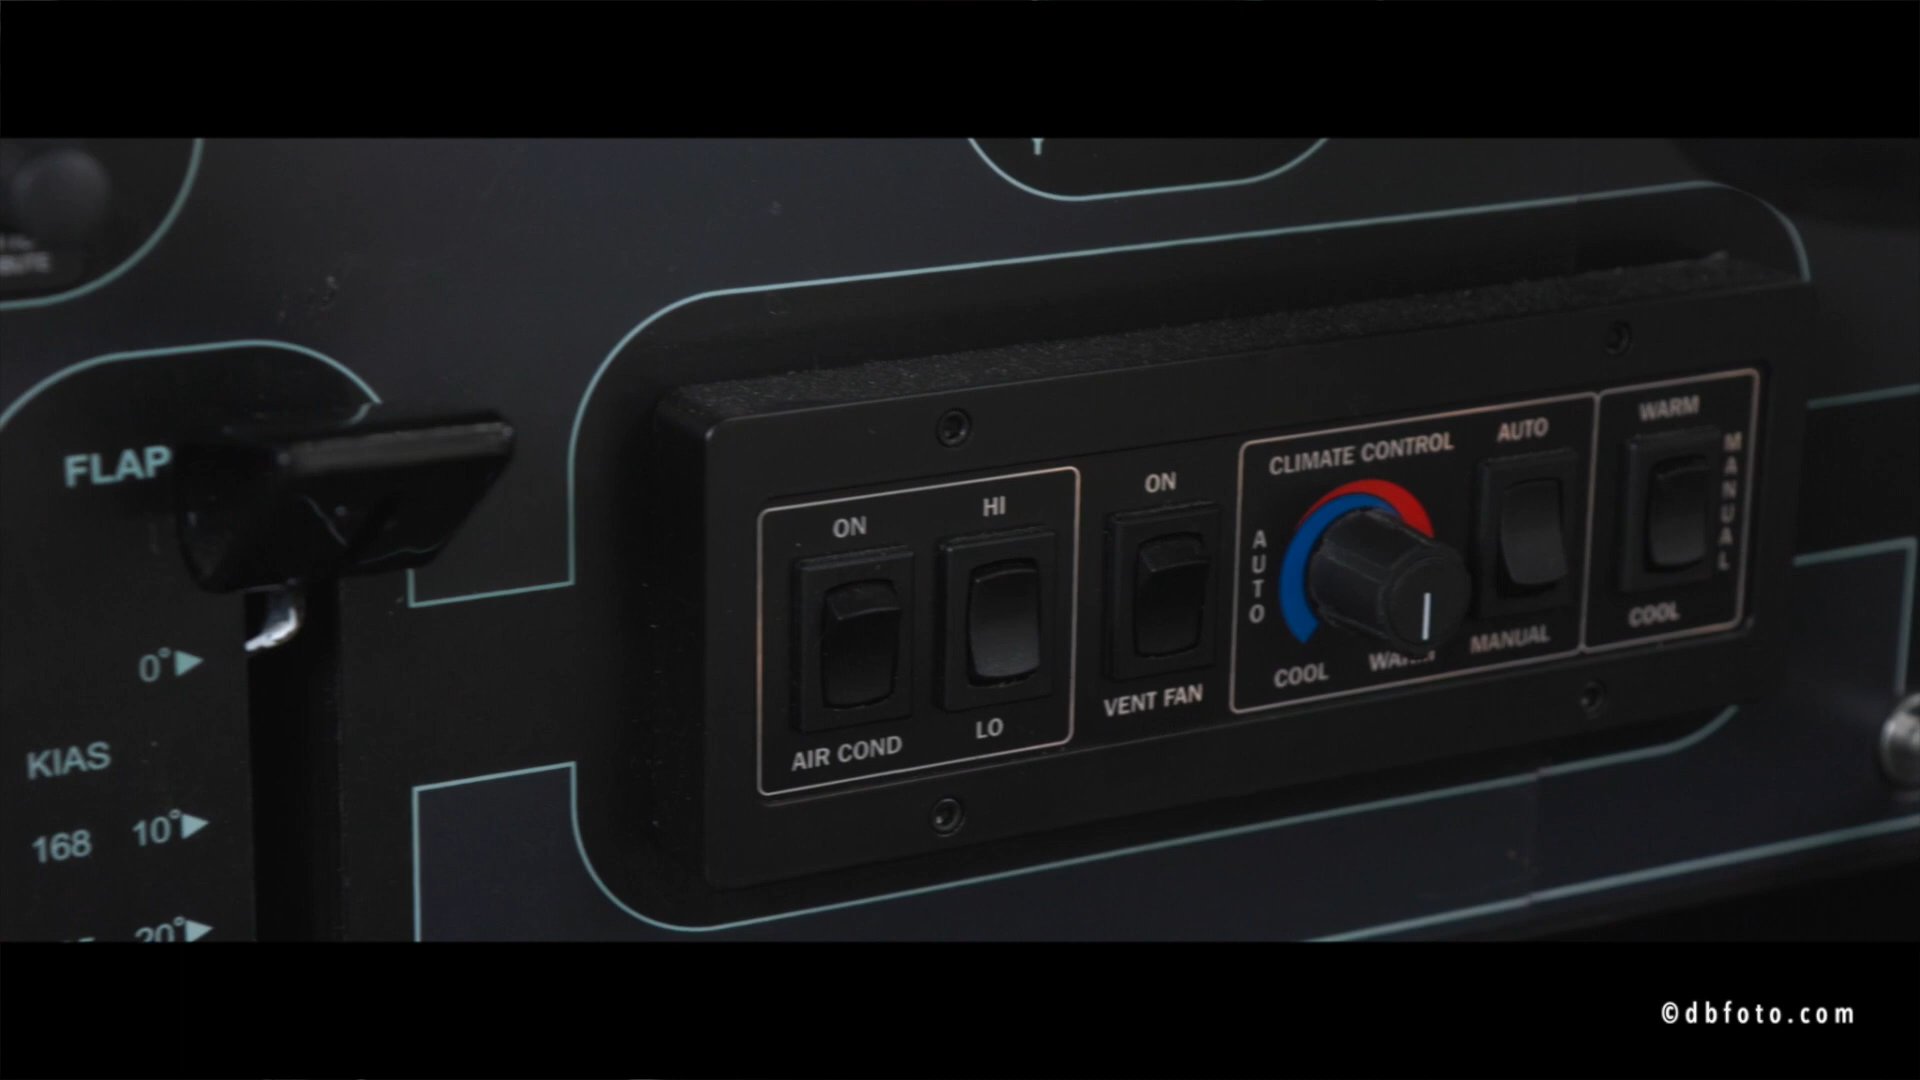 Y
FLAP
0°
KIAS
168 10°
20°
ON
AIR COND
HI
LO
ON
VENT FAN
CLIMATE CONTROL
AUTO
COOL
WARM
AUTO
MANUAL
WARM
MANUAL
COOL
©dbfoto.com